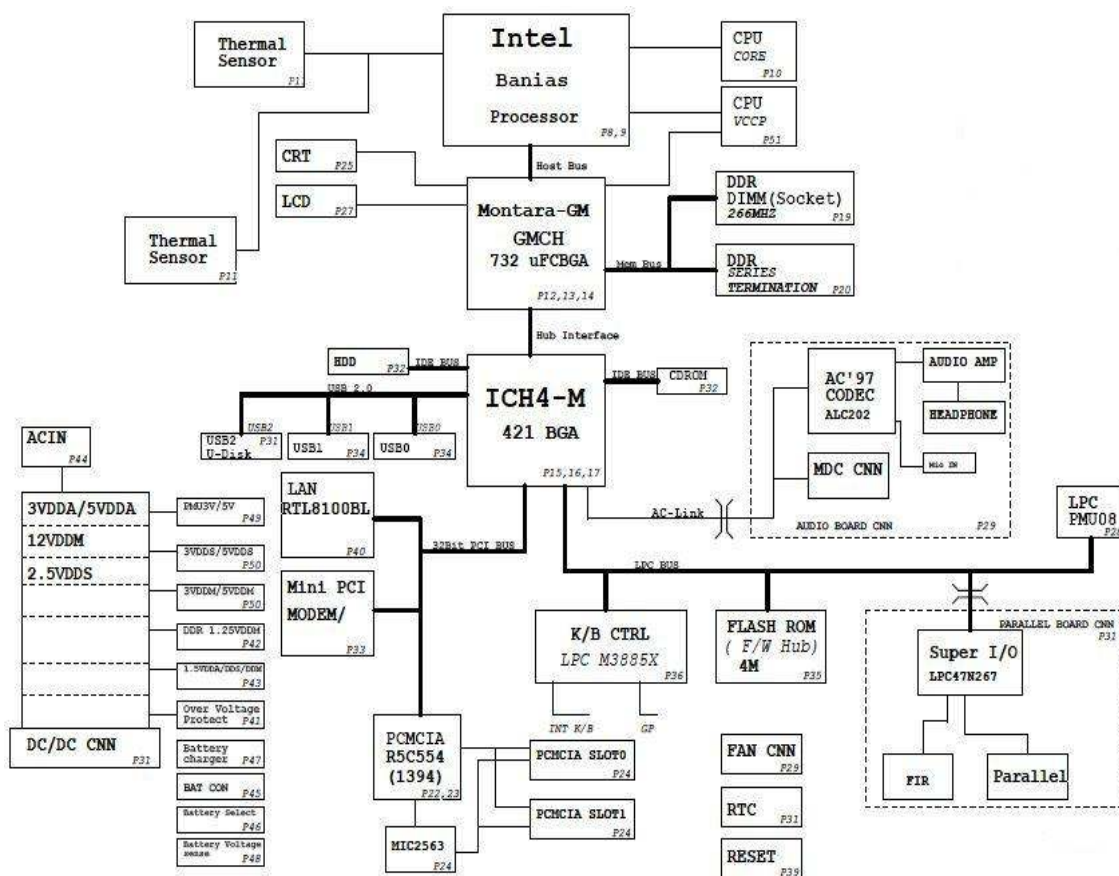 Thermal
Sensor
P11
Intel
Banias
Processor
P8,9
CPU
CORE
P10
CPU
VCCP
P51
CRT
P25
LCD
P27
Host Bus
Thermal
Sensor
P11
Montara-GM
GMCH
732 uFCBGA
P12,13,14
Mem Bus
DDR
DIMM(Socket)
266MHZ
P19
DDR
SERIES
TERMINATION
P20
Hub Interface
HDD
P32
IDE BUS
IDE BUS
CDROM
P32
USB 2.0
ICH4-M
421 BGA
P15,16,17
USB2
USB1
USB0
USB2
U-Disk
P31
USB1
P34
USB0
P34
AC'97
CODEC
ALC202
AUDIO AMP
HEADPHONE
Mic IN
MDC CNN
AUDIO BOARD CNN
P29
AC-Link
ACIN
P44
3VDDA/5VDDA
12VDDM
2.5VDDS
DC/DC CNN
P31
PMU3V/5V
P49
3VDDS/5VDDS
P50
3VDDM/5VDDM
P50
DDR 1.25VDDM
P42
1.5VDDA/DDS/DDM
P43
Over Voltage
Protect
P41
Battery
charger
P47
BAT CON
P45
Battery Select
P46
Battery Voltage
sense
P48
LAN
RTL8100BL
P40
32Bit PCI BUS
Mini PCI
MODEM/
P33
LPC BUS
LPC
PMU08
P28
K/B CTRL
LPC M3885X
P36
INT K/B
GP
FLASH ROM
( F/W Hub)
4M
P35
PARALLEL BOARD CNN
P31
Super I/O
LPC47N267
FIR
Parallel
PCMCIA
R5C554
(1394)
P22,23
MIC2563
P24
PCMCIA SLOT0
P24
PCMCIA SLOT1
P24
FAN CNN
P29
RTC
P31
RESET
P39